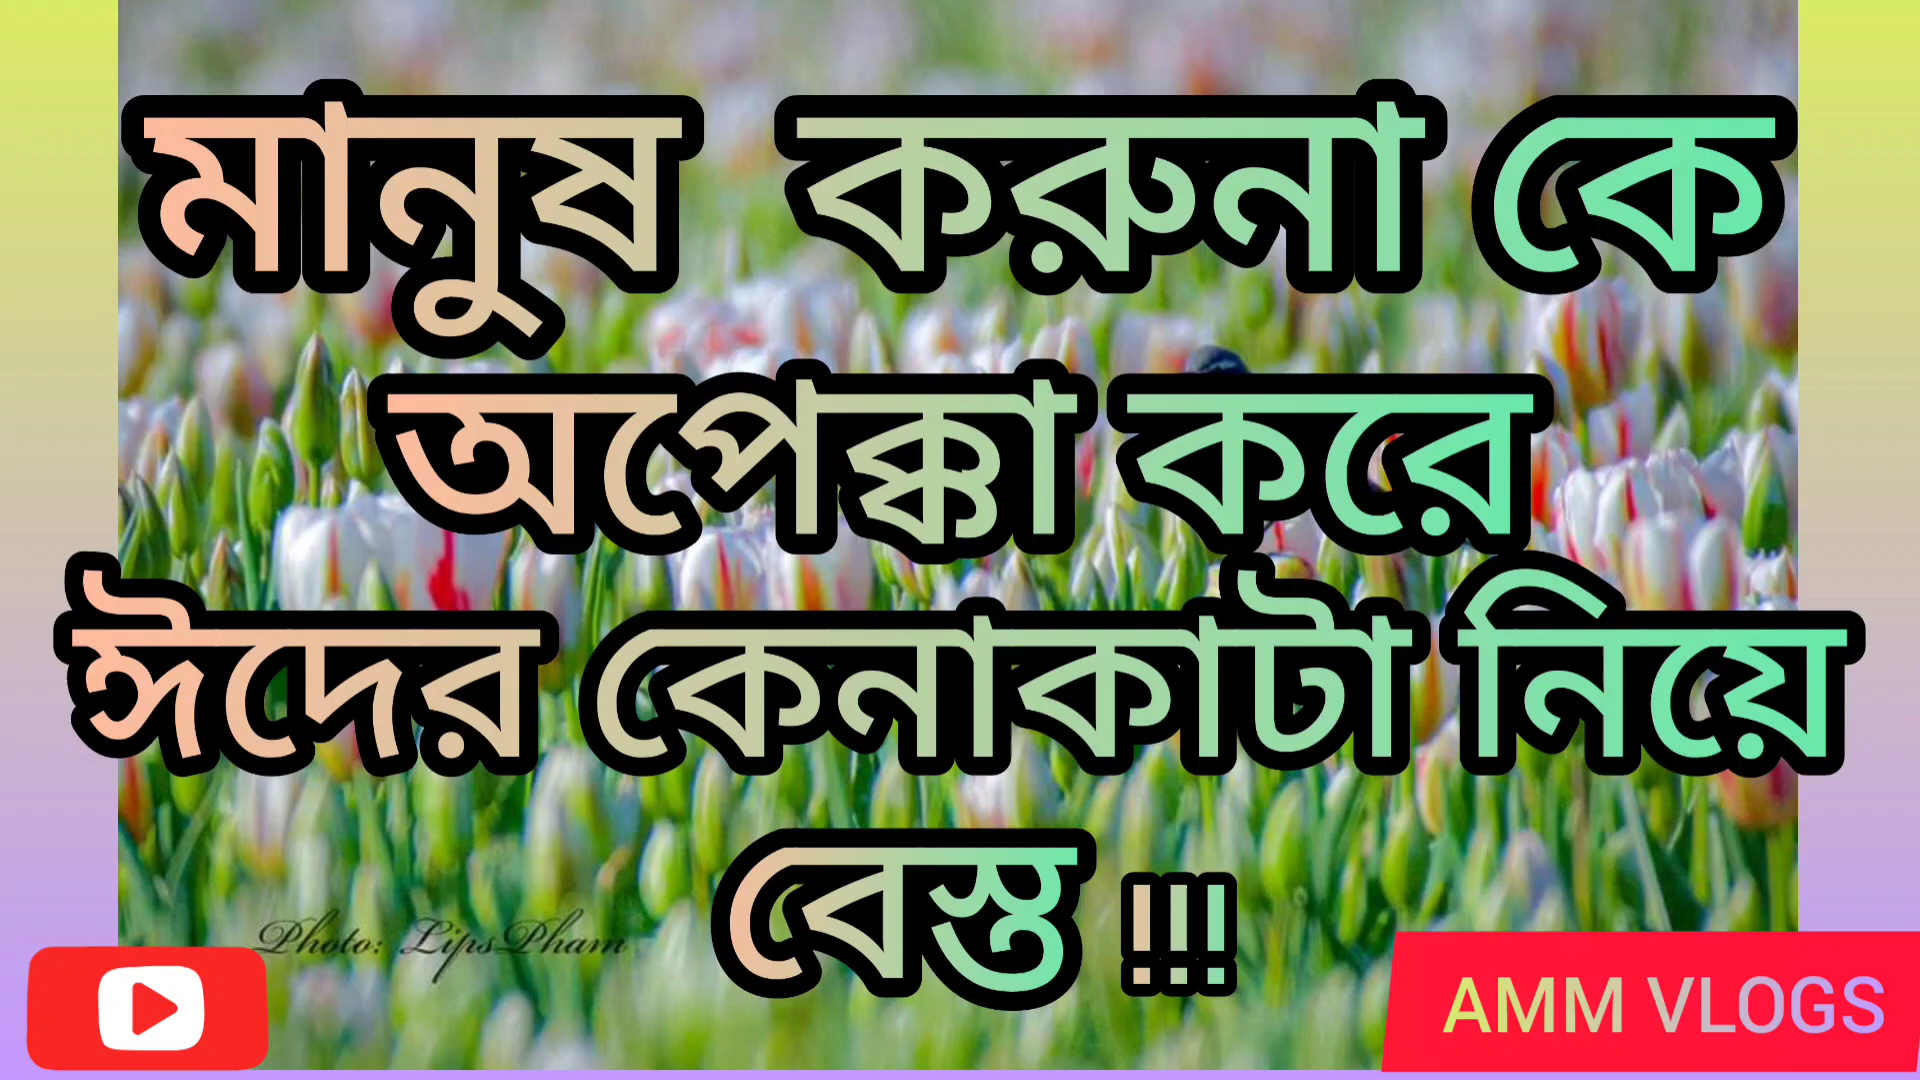 মানুষ করুনা কে
অপেক্কা করে
ঈদের কেনাকাটা নিয়ে
বেস্ত !!!
Photo: LipsPham
AMM VLOGS